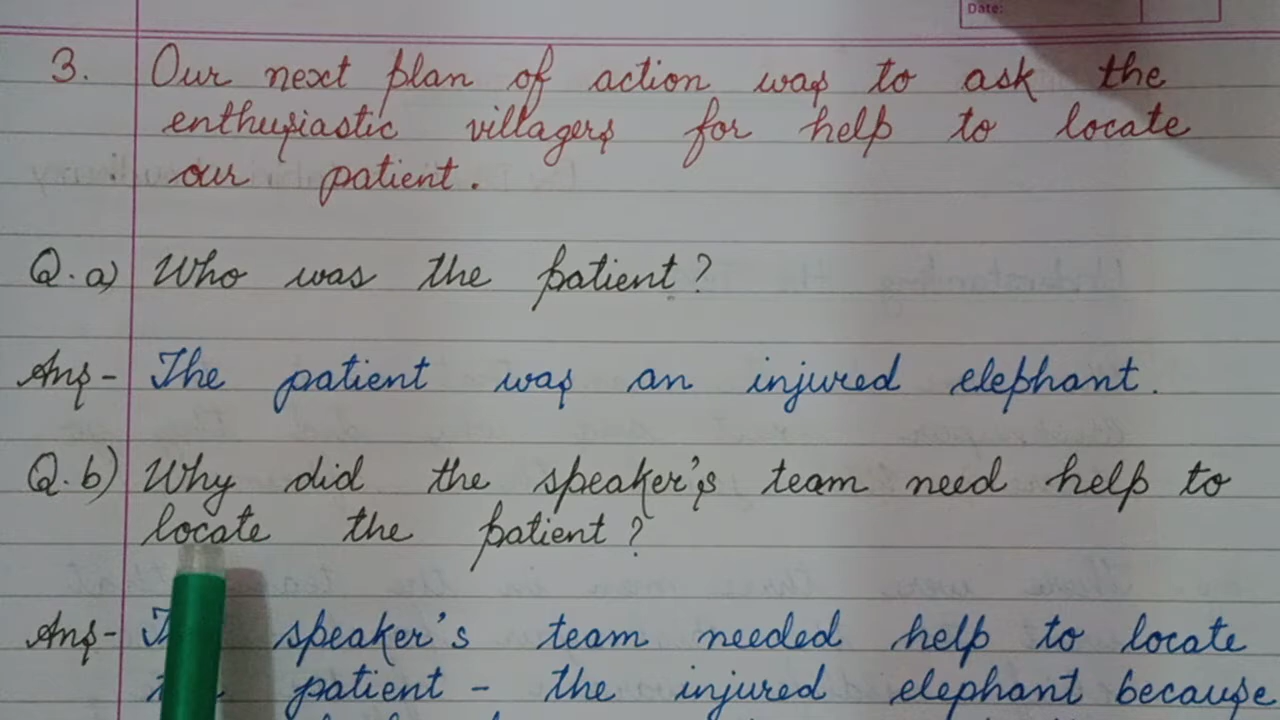 Date:
3. Our next plan of action was to ask the
enthusiastic villagers for help to locate
our patient.
Q. a) Who was the patient?
Ans- The patient was an injured elephant.
Q. b) Why did the speaker's team need help to
locate the patient?
Ans- speaker's team needed help to locate
patient - the injured elephant because